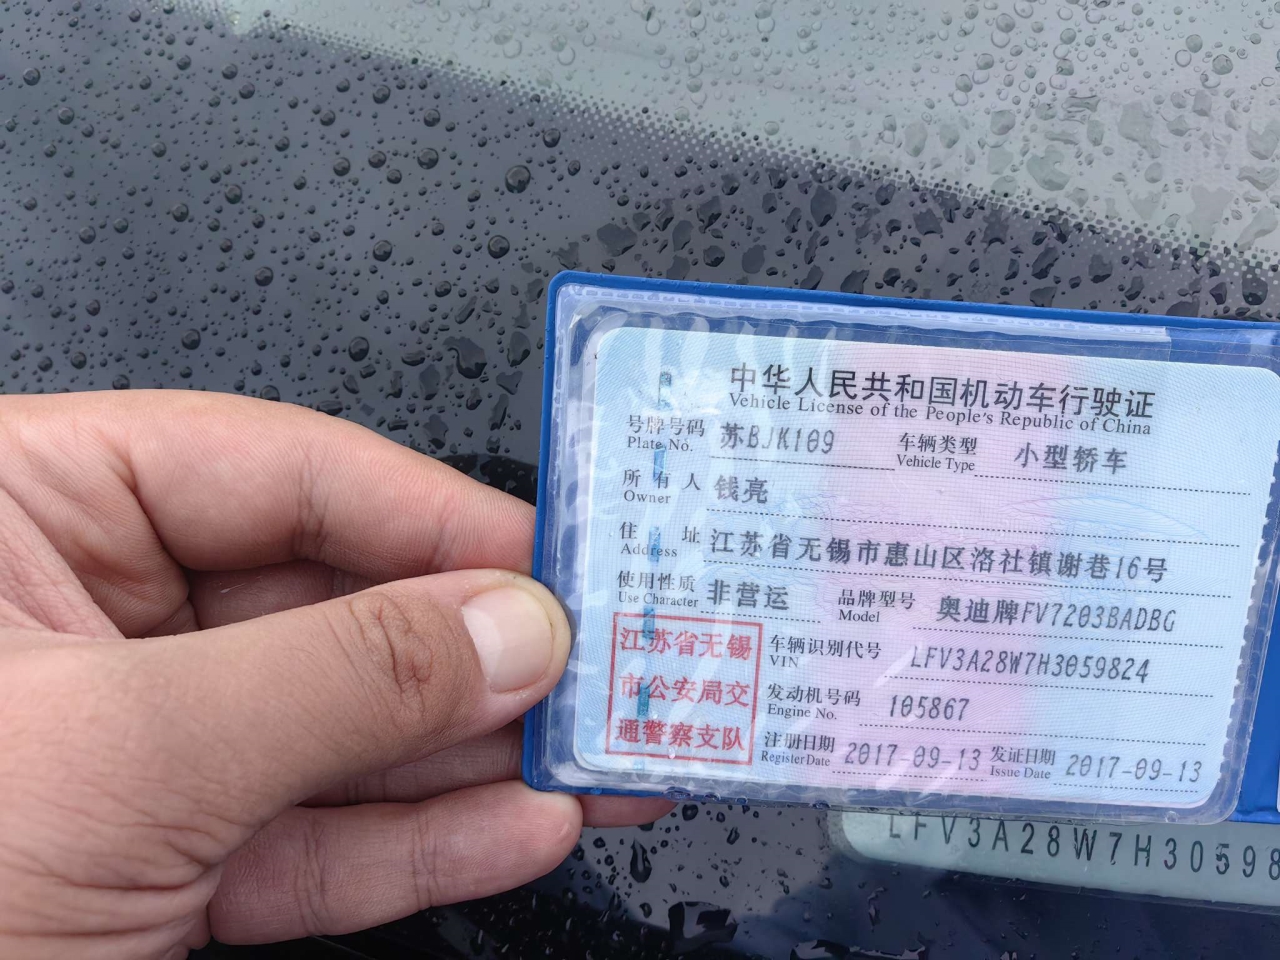 中华人民共和国机动车行驶证
Vehicle License of the People's Republic of China
号牌号码 苏BJK109 车辆类型 小型轿车
Plate No. Vehicle Type
所有人 钱亮
Owner
住址 江苏省无锡市惠山区洛社镇谢巷16号
Address
使用性质 非营运 品牌型号 奥迪牌FV7203BADBG
Use Character Model
江苏省无锡
市公安局交
通警察支队
车辆识别代号 LFV3A28W7H3059824
VIN
发动机号码 105867
Engine No.
注册日期 2017-09-13 发证日期 2017-09-13
Register Date Issue Date
LFV3A28W7H30598